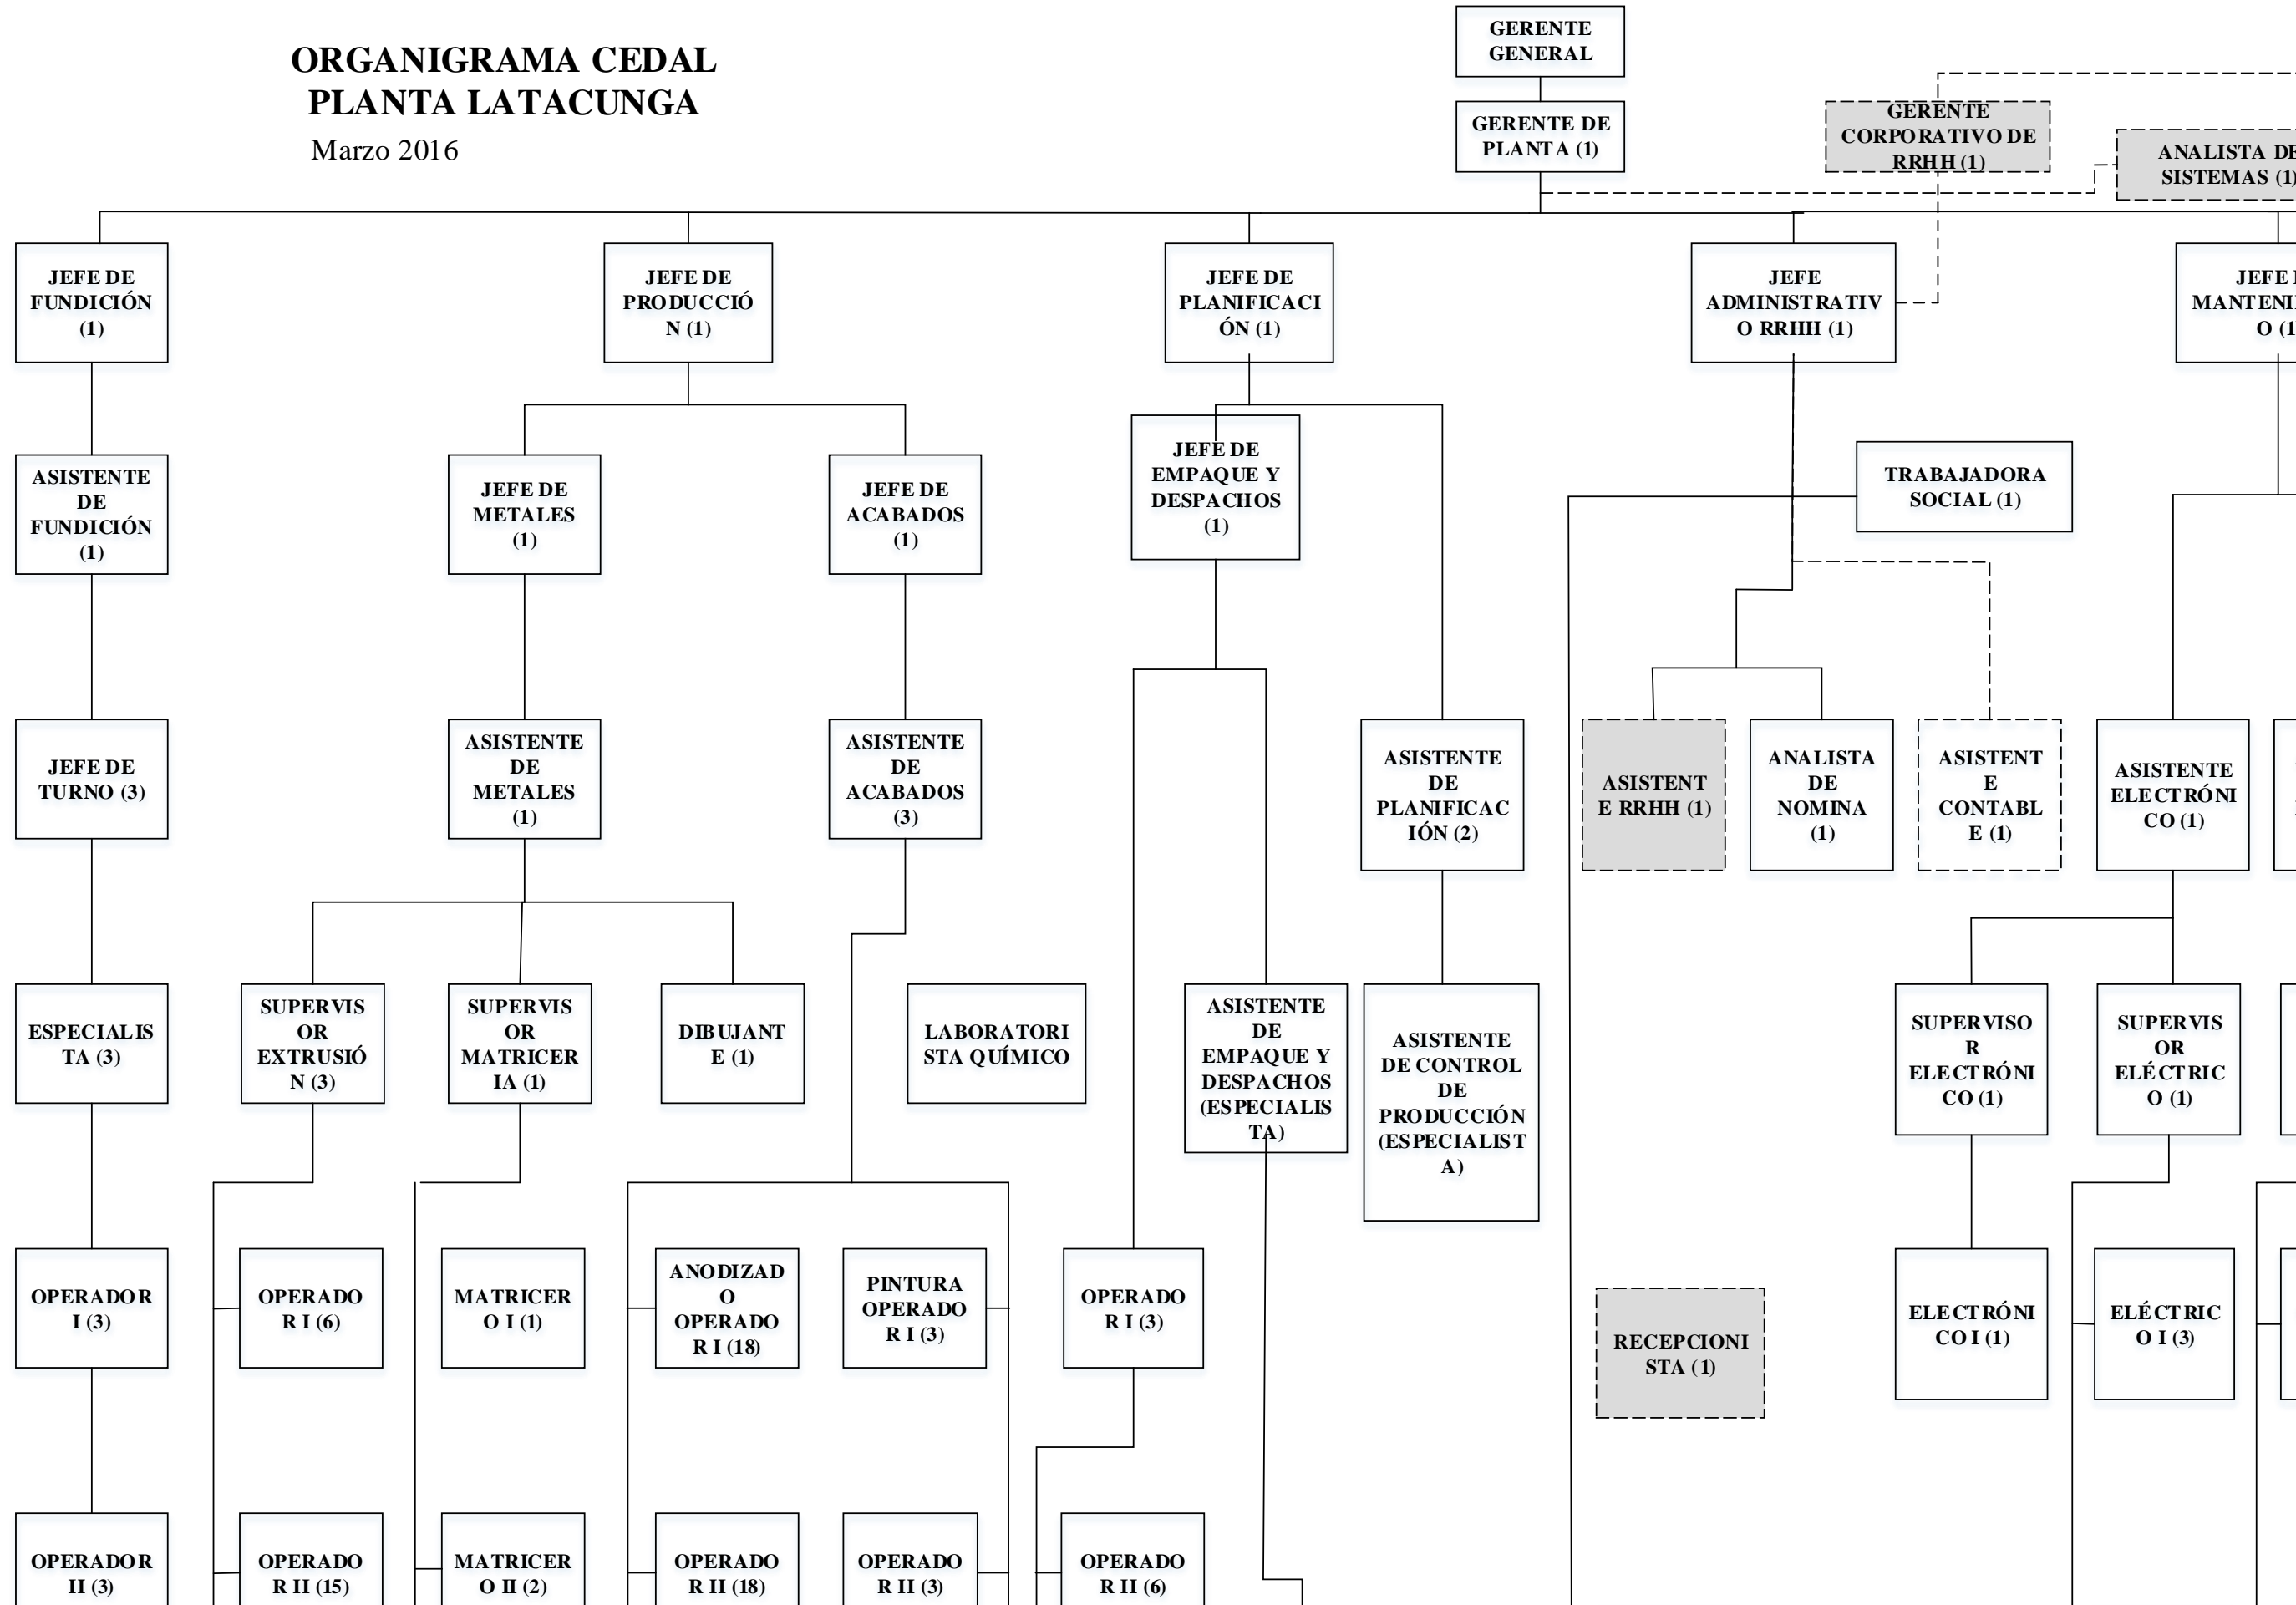 ORGANIGRAMA CEDAL
PLANTA LATACUNGA
Marzo 2016
GERENTE
GENERAL
GERENTE DE
PLANTA (1)
GERENTE
CORPORATIVO DE
RRHH (1)
ANALISTA DE
SISTEMAS (1)
JEFE DE
FUNDICIÓN
(1)
JEFE DE
PRODUCCIÓ
N (1)
JEFE DE
PLANIFICACI
ÓN (1)
JEFE
ADMINISTRATIV
O RRHH (1)
JEFE
MANTENI
O (1
ASISTENTE
DE
FUNDICIÓN
(1)
JEFE DE
METALES
(1)
JEFE DE
ACABADOS
(1)
JEFE DE
EMPAQUE Y
DESPACHOS
(1)
TRABAJADORA
SOCIAL (1)
JEFE DE
TURNO (3)
ASISTENTE
DE
METALES
(1)
ASISTENTE
DE
ACABADOS
(3)
ASISTENTE
DE
PLANIFICAC
IÓN (2)
ASISTENT
E RRHH (1)
ANALISTA
DE
NOMINA
(1)
ASISTENT
E
CONTABL
E (1)
ASISTENTE
ELECTRÓNI
CO (1)
ESPECIALIS
TA (3)
SUPERVIS
OR
EXTRUSIÓ
N (3)
SUPERVIS
OR
MATRICER
IA (1)
DIBUJANT
E (1)
LABORATORI
STA QUÍMICO
ASISTENTE
DE
EMPAQUE Y
DESPACHOS
(ESPECIALIS
TA)
ASISTENTE
DE CONTROL
DE
PRODUCCIÓN
(ESPECIALIST
A)
SUPERVISO
R
ELECTRÓNI
CO (1)
SUPERVIS
OR
ELÉCTRIC
O (1)
OPERADOR
I (3)
OPERADO
R I (6)
MATRICER
O I (1)
ANODIZAD
O
OPERADO
R I (18)
PINTURA
OPERADO
R I (3)
OPERADO
R I (3)
RECEPCIONI
STA (1)
ELECTRÓNI
CO I (1)
ELÉCTRIC
O I (3)
OPERADOR
II (3)
OPERADO
R II (15)
MATRICER
O II (2)
OPERADO
R II (18)
OPERADO
R II (3)
OPERADO
R II (6)